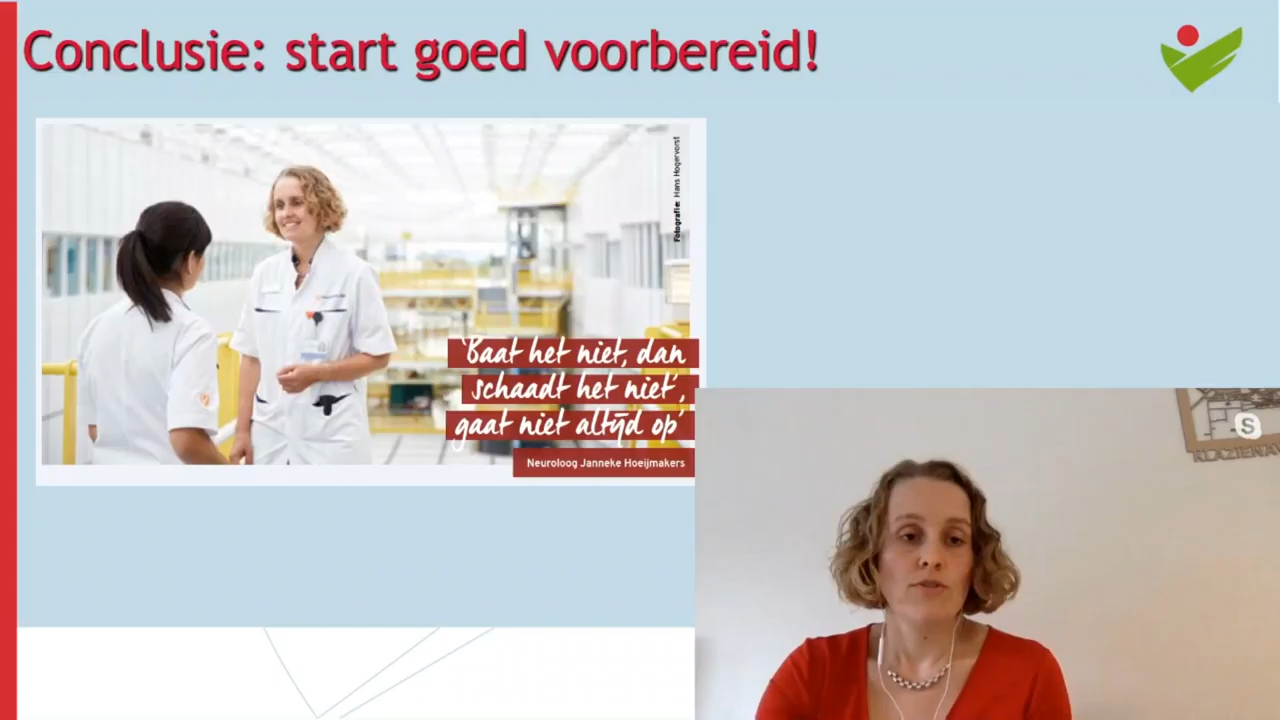 Conclusie: start goed voorbereid!
Fotografie: Hans Hogervorst
'Baat het niet, dan
schaadt het niet',
gaat niet altijd op'
Neuroloog Janneke Hoeijmakers
S
KLAZIENAV